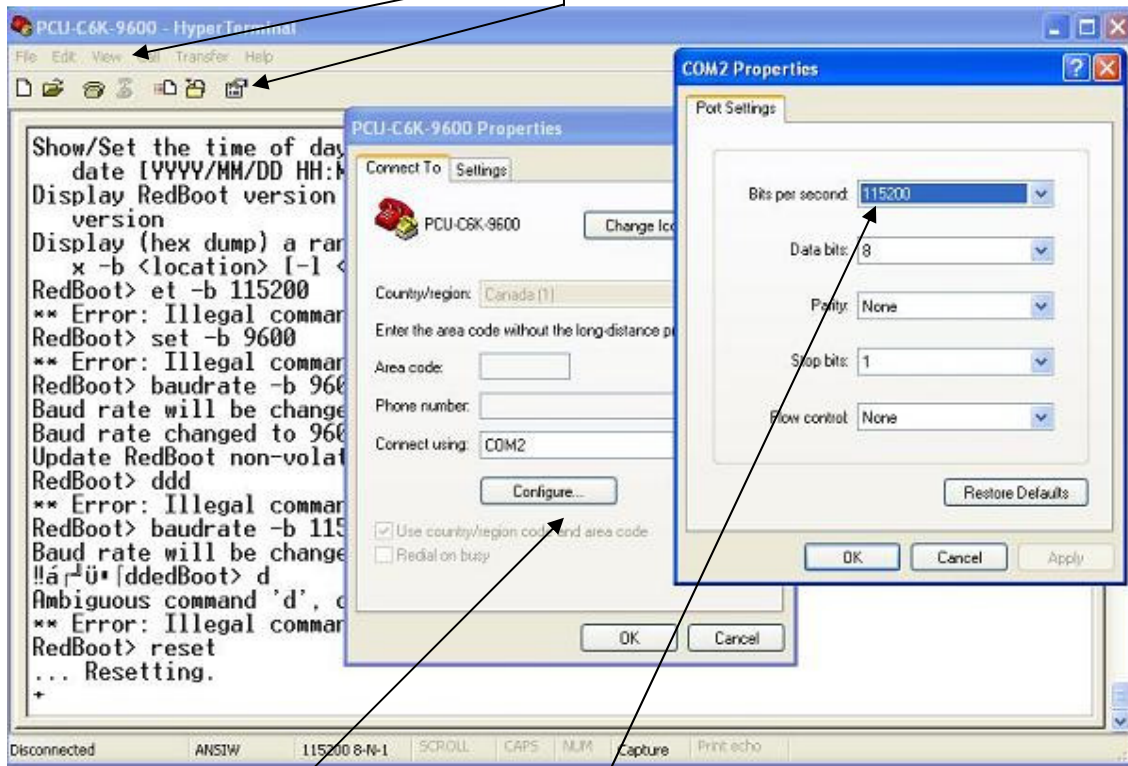 PCU-C6K-9600 - HyperTerminal
File Edit View Call Transfer Help
Show/Set the time of day
date [YYYY/MM/DD HH:M
Display RedBoot version
version
Display (hex dump) a ran
x -b <location> [-l <
RedBoot> et -b 115200
** Error: Illegal comman
RedBoot> set -b 9600
** Error: Illegal comman
RedBoot> baudrate -b 960
Baud rate will be change
Baud rate changed to 960
Update RedBoot non-volat
RedBoot> ddd
** Error: Illegal comman
RedBoot> baudrate -b 115
Baud rate will be change
ddedBoot> d
Ambiguous command 'd', c
** Error: Illegal comman
RedBoot> reset
... Resetting.
+
Disconnected ANSIW 115200 8-N-1 SCROLL CAPS NUM Capture Print echo
PCU-C6K-9600 Properties
Connect To Settings
PCU-C6K-9600 Change Ico
Country/region: Canada (1)
Enter the area code without the long-distance p
Area code:
Phone number:
Connect using: COM2
Configure...
Use country/region code and area code
Redial on busy
OK Cancel
COM2 Properties
Port Settings
Bits per second: 115200
Data bits: 8
Parity: None
Stop bits: 1
Flow control: None
Restore Defaults
OK Cancel Apply